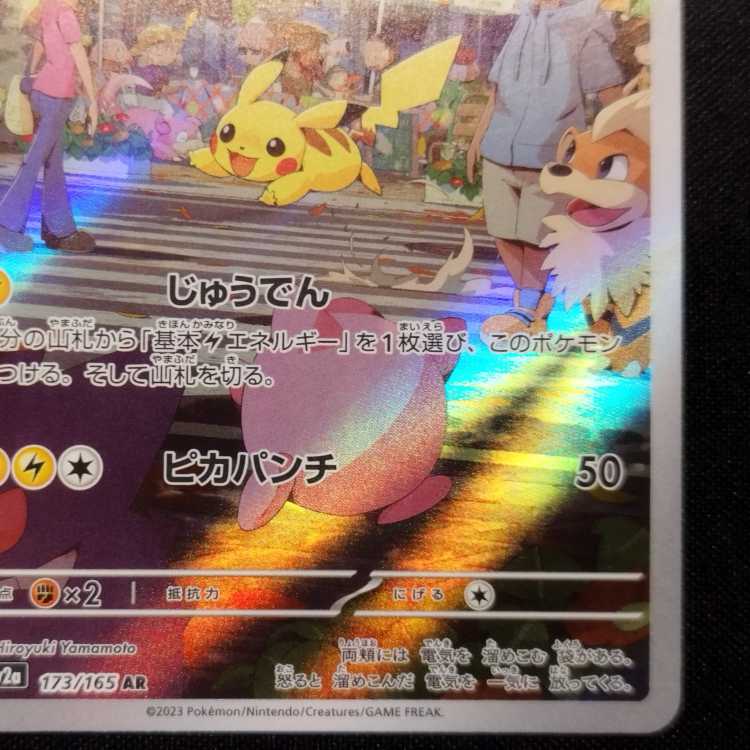 じゅうでん
分の山札から「基本エネルギー」を1枚選び、このポケモン
つける。そして山札を切る。
ピカパンチ 50
点 ×2 抵抗力 にげる
Hiroyuki Yamamoto
両頬には 電気を 溜めこむ 袋がある。
怒ると 溜めこんだ 電気を 一気に 放ってくる。
173/165 AR
©2023 Pokémon/Nintendo/Creatures/GAME FREAK.